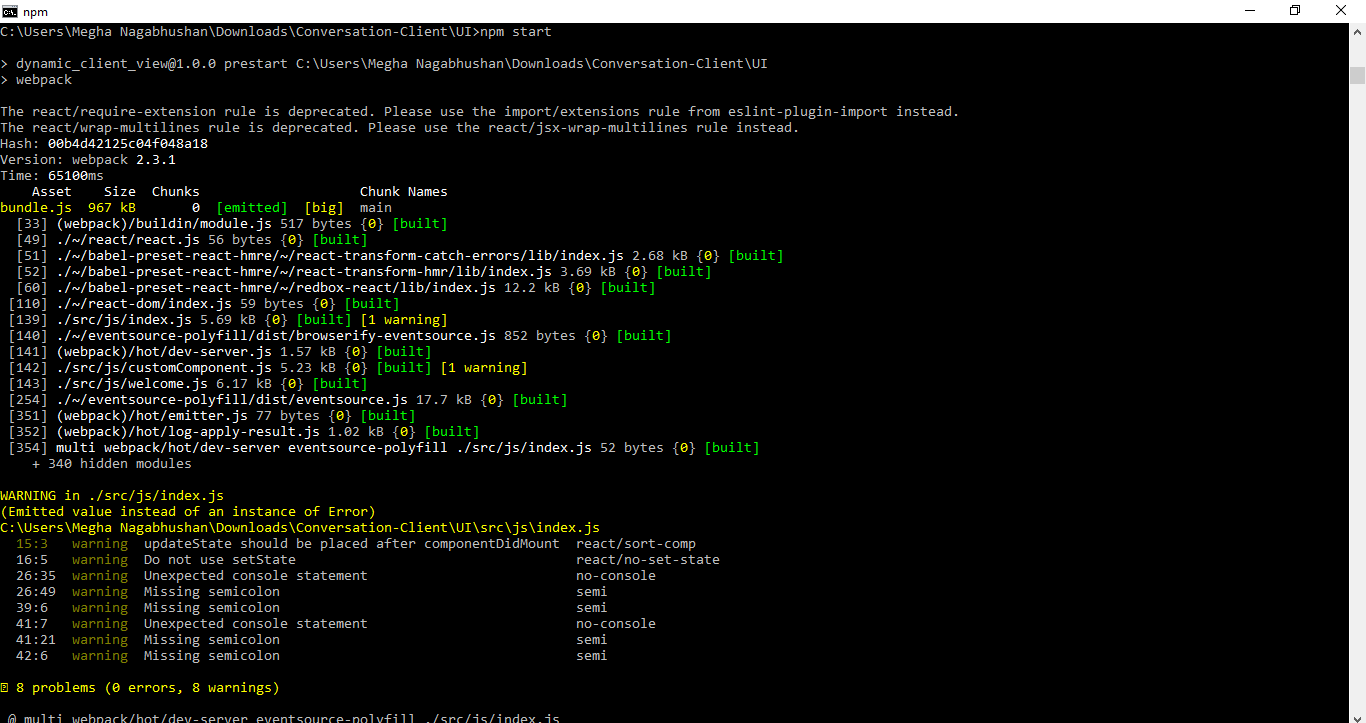 npm
C:\Users\Megha Nagabhushan\Downloads\Conversation-Client\UI>npm start
> dynamic_client_view@1.0.0 prestart C:\Users\Megha Nagabhushan\Downloads\Conversation-Client\UI
> webpack
The react/require-extension rule is deprecated. Please use the import/extensions rule from eslint-plugin-import instead.
The react/wrap-multilines rule is deprecated. Please use the react/jsx-wrap-multilines rule instead.
Hash: 00b4d42125c04f048a18
Version: webpack 2.3.1
Time: 65100ms
    Asset    Size  Chunks                    Chunk Names
bundle.js  967 kB       0  [emitted]  [big]  main
  [33] (webpack)/buildin/module.js 517 bytes {0} [built]
  [49] ./~/react/react.js 56 bytes {0} [built]
  [51] ./~/babel-preset-react-hmre/~/react-transform-catch-errors/lib/index.js 2.68 kB {0} [built]
  [52] ./~/babel-preset-react-hmre/~/react-transform-hmr/lib/index.js 3.69 kB {0} [built]
  [60] ./~/babel-preset-react-hmre/~/redbox-react/lib/index.js 12.2 kB {0} [built]
 [110] ./~/react-dom/index.js 59 bytes {0} [built]
 [139] ./src/js/index.js 5.69 kB {0} [built] [1 warning]
 [140] ./~/eventsource-polyfill/dist/browserify-eventsource.js 852 bytes {0} [built]
 [141] (webpack)/hot/dev-server.js 1.57 kB {0} [built]
 [142] ./src/js/customComponent.js 5.23 kB {0} [built] [1 warning]
 [143] ./src/js/welcome.js 6.17 kB {0} [built]
 [254] ./~/eventsource-polyfill/dist/eventsource.js 17.7 kB {0} [built]
 [351] (webpack)/hot/emitter.js 77 bytes {0} [built]
 [352] (webpack)/hot/log-apply-result.js 1.02 kB {0} [built]
 [354] multi webpack/hot/dev-server eventsource-polyfill ./src/js/index.js 52 bytes {0} [built]
    + 340 hidden modules
WARNING in ./src/js/index.js
(Emitted value instead of an instance of Error)
C:\Users\Megha Nagabhushan\Downloads\Conversation-Client\UI\src\js\index.js
  15:3   warning  updateState should be placed after componentDidMount  react/sort-comp
  16:5   warning  Do not use setState                                   react/no-set-state
  26:35  warning  Unexpected console statement                          no-console
  26:49  warning  Missing semicolon                                     semi
  39:6   warning  Missing semicolon                                     semi
  41:7   warning  Unexpected console statement                          no-console
  41:21  warning  Missing semicolon                                     semi
  42:6   warning  Missing semicolon                                     semi
8 problems (0 errors, 8 warnings)
 @ multi webpack/hot/dev-server eventsource-polyfill ./src/js/index.js